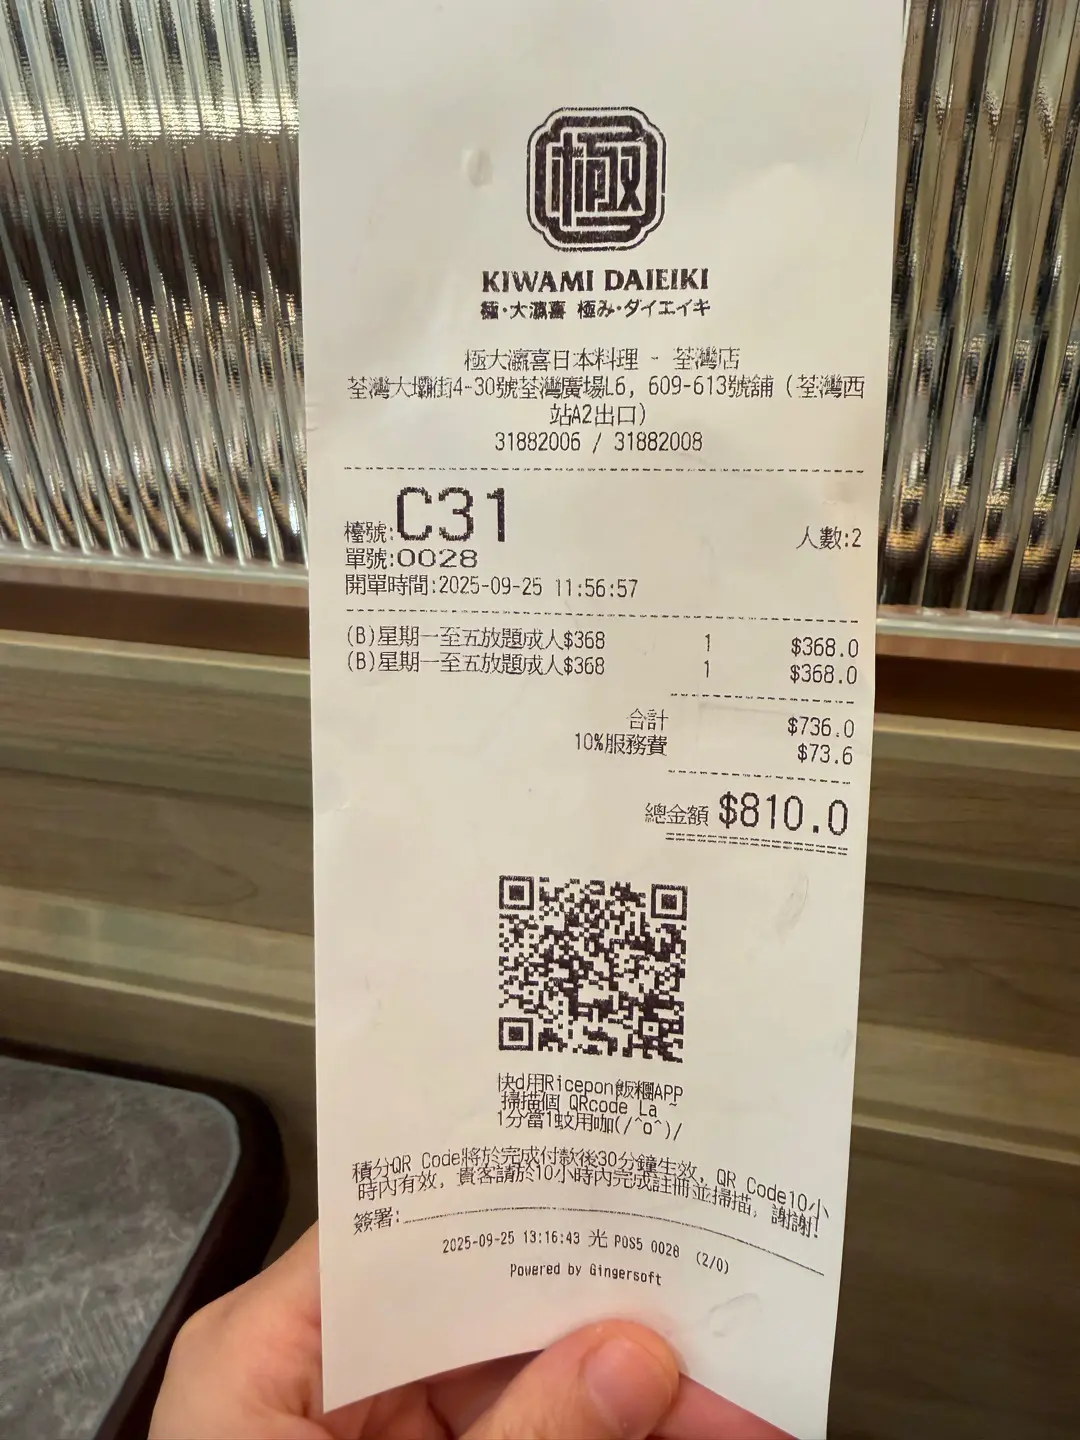 極
KIWAMI DAIEIKI
極·大瀛喜 極み·ダイエイキ
極大瀛喜日本料理 - 荃灣店
荃灣大壩街4-30號荃灣廣場L6, 609-613號舖 (荃灣西
站A2出口)
31882006 / 31882008
檯號:C31 人數:2
單號:0028
開單時間:2025-09-25 11:56:57
(B)星期一至五放題成人$368 1 $368.0
(B)星期一至五放題成人$368 1 $368.0
合計 $736.0
10%服務費 $73.6
總金額 $810.0
快d用Ricepon飯糰APP
掃描個 QRcode La ~
1分當1蚊用咖(/^o^)/
積分QR Code將於完成付款後30分鐘生效, QR Code10小
時內有效, 貴客請於10小時內完成註冊並掃描, 謝謝!
簽署:
2025-09-25 13:16:43 光 POS5 0028 (2/0)
Powered by Gingersoft